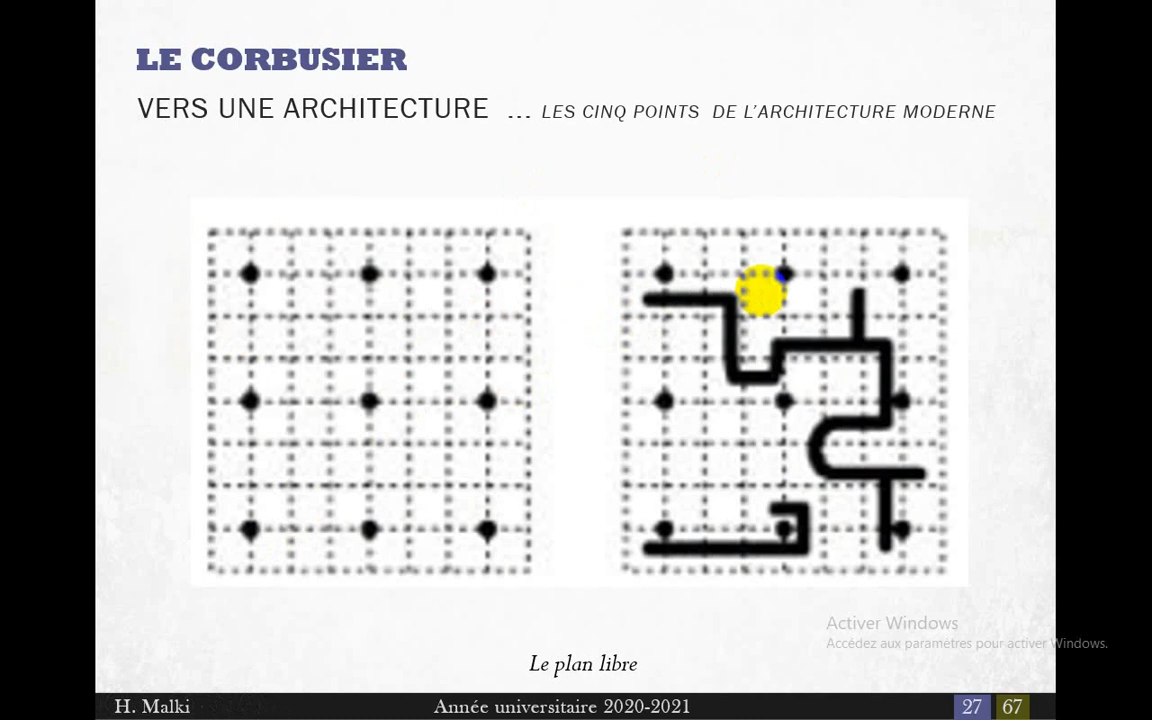 LE CORBUSIER
VERS UNE ARCHITECTURE ... LES CINQ POINTS DE L'ARCHITECTURE MODERNE
Activer Windows
Accédez aux paramètres pour activer Windows.
Le plan libre
H. Malki Année universitaire 2020-2021 27 67